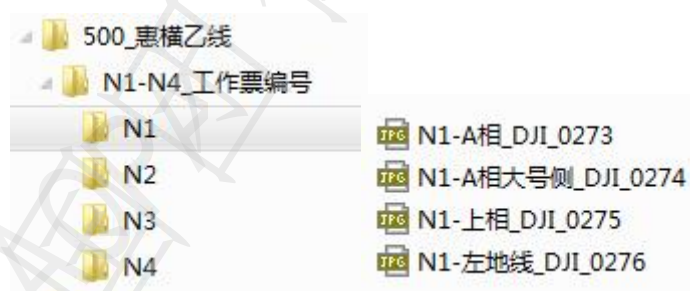 500_惠横乙线
N1-N4_工作票编号
N1
N2
N3
N4
N1-A相_DJI_0273
N1-A相大号侧_DJI_0274
N1-上相_DJI_0275
N1-左地线_DJI_0276